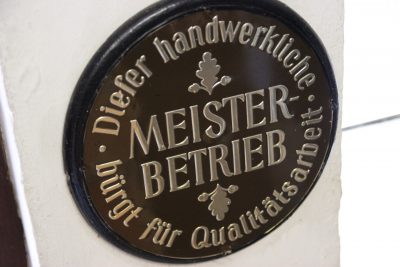 Dieſer handwerkliche
MEISTER-
BETRIEB
bürgt für Qualitätsarbeit